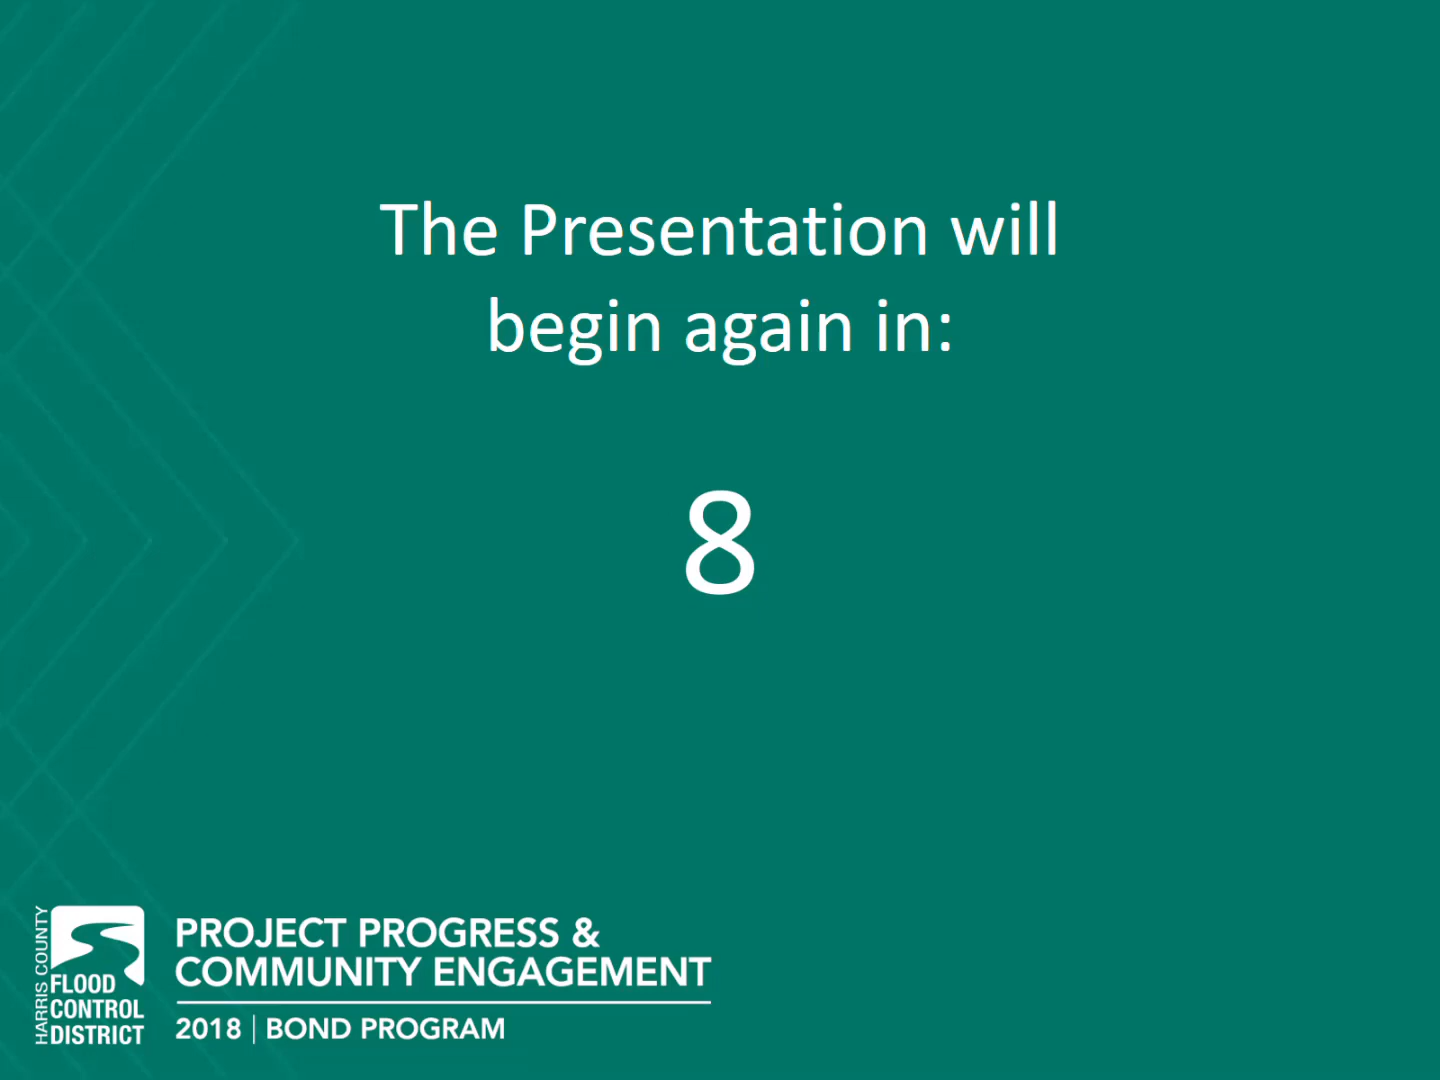 The Presentation will
begin again in:
8
HARRIS COUNTY
FLOOD
CONTROL
DISTRICT
PROJECT PROGRESS &
COMMUNITY ENGAGEMENT
2018 | BOND PROGRAM